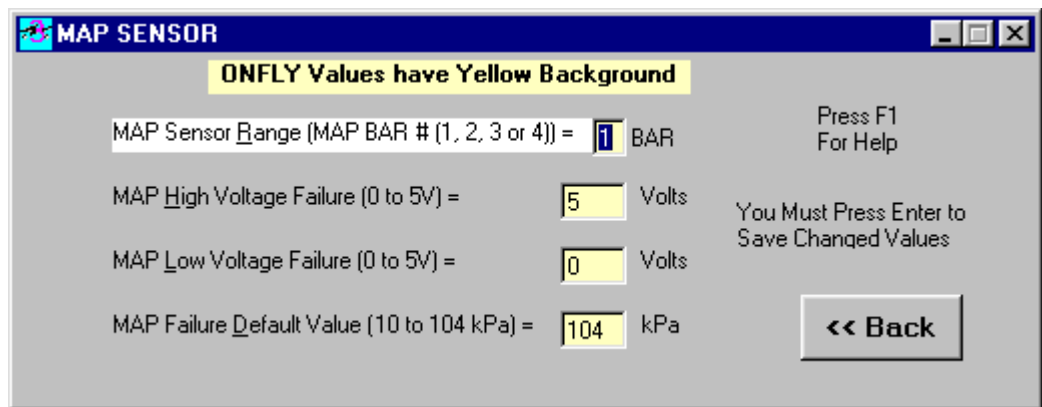 MAP SENSOR
ONFLY Values have Yellow Background
MAP Sensor Range (MAP BAR # (1, 2, 3 or 4)) = 1 BAR
Press F1
For Help
MAP High Voltage Failure (0 to 5V) = 5 Volts
You Must Press Enter to
Save Changed Values
MAP Low Voltage Failure (0 to 5V) = 0 Volts
MAP Failure Default Value (10 to 104 kPa) = 104 kPa
<< Back